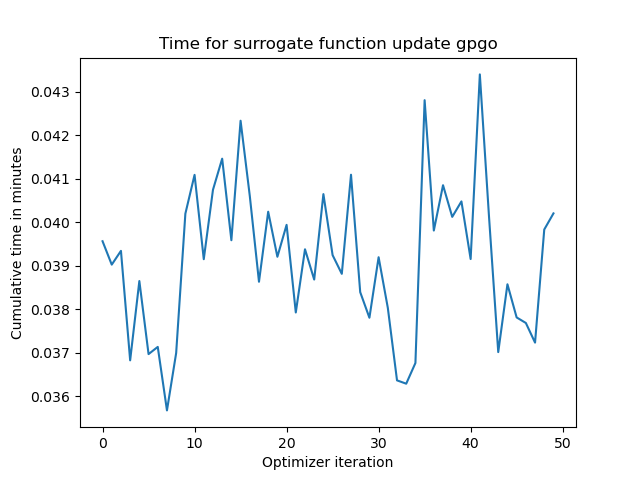 Time for surrogate function update gpgo
0.043
0.042
0.041
0.040
0.039
0.038
0.037
0.036
Cumulative time in minutes
0 10 20 30 40 50
Optimizer iteration